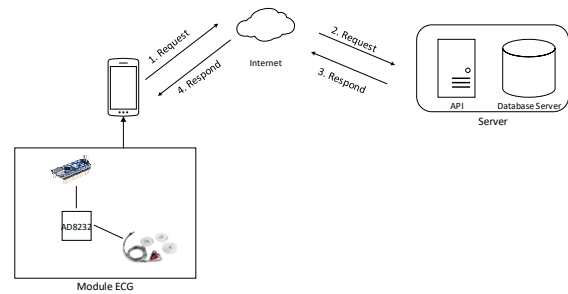 1. Request
2. Request
Internet
4. Respond
3. Respond
API
Database Server
Server
AD8232
Module ECG